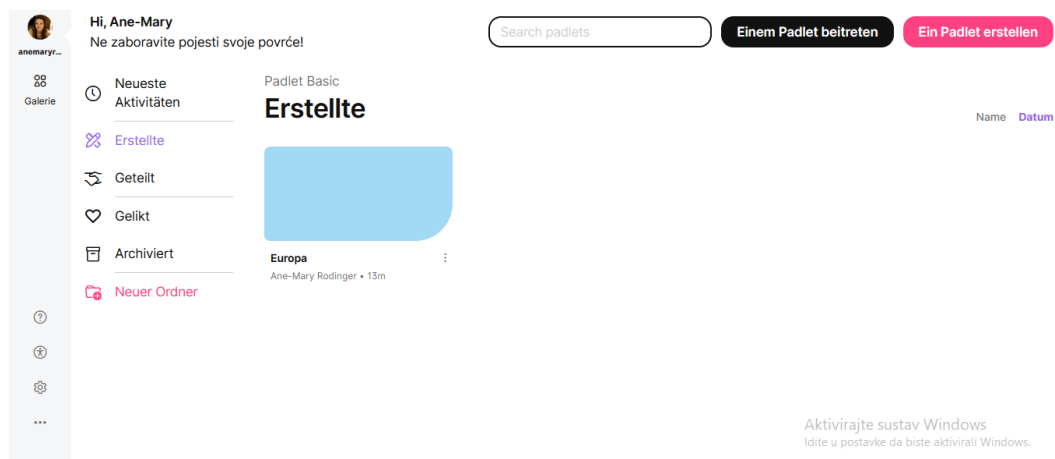 anemaryr...
Galerie
Hi, Ane-Mary
Ne zaboravite pojesti svoje povrće!
Search padlets
Einem Padlet beitreten
Ein Padlet erstellen
Neueste
Aktivitäten
Erstellte
Geteilt
Gelikt
Archiviert
Neuer Ordner
Padlet Basic
Erstellte
Name Datum
Europa
Ane-Mary Rodinger • 13m
Aktivirajte sustav Windows
Idite u postavke da biste aktivirali Windows.